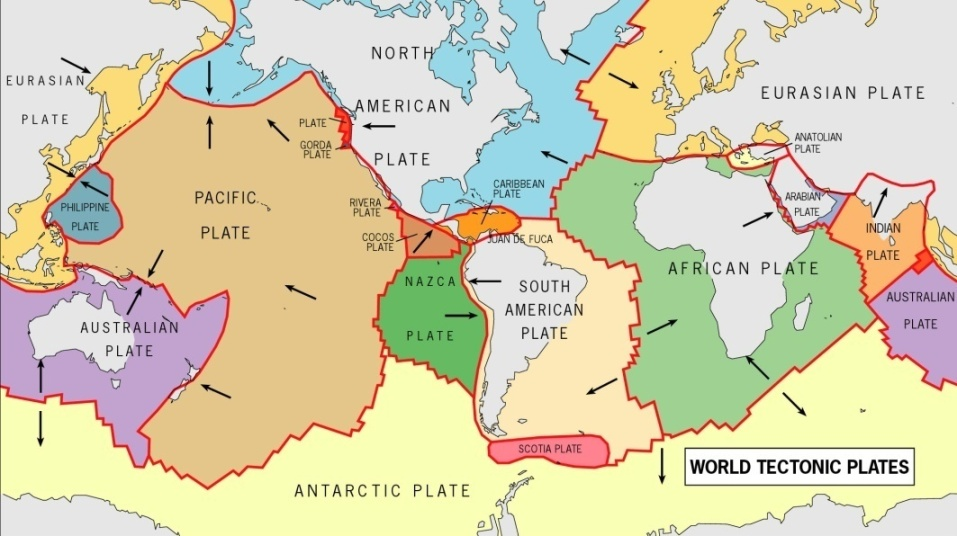 NORTH
AMERICAN
PLATE
EURASIAN
PLATE
EURASIAN PLATE
ANATOLIAN
PLATE
PLATE
GORDA
PLATE
CARIBBEAN
PLATE
PHILIPPINE
PLATE
PACIFIC
PLATE
RIVERA
PLATE
COCOS
PLATE
JUAN DE FUCA
ARABIAN
PLATE
INDIAN
PLATE
AFRICAN PLATE
NAZCA
PLATE
SOUTH
AMERICAN
PLATE
AUSTRALIAN
PLATE
AUSTRALIAN
PLATE
SCOTIA PLATE
WORLD TECTONIC PLATES
ANTARCTIC PLATE